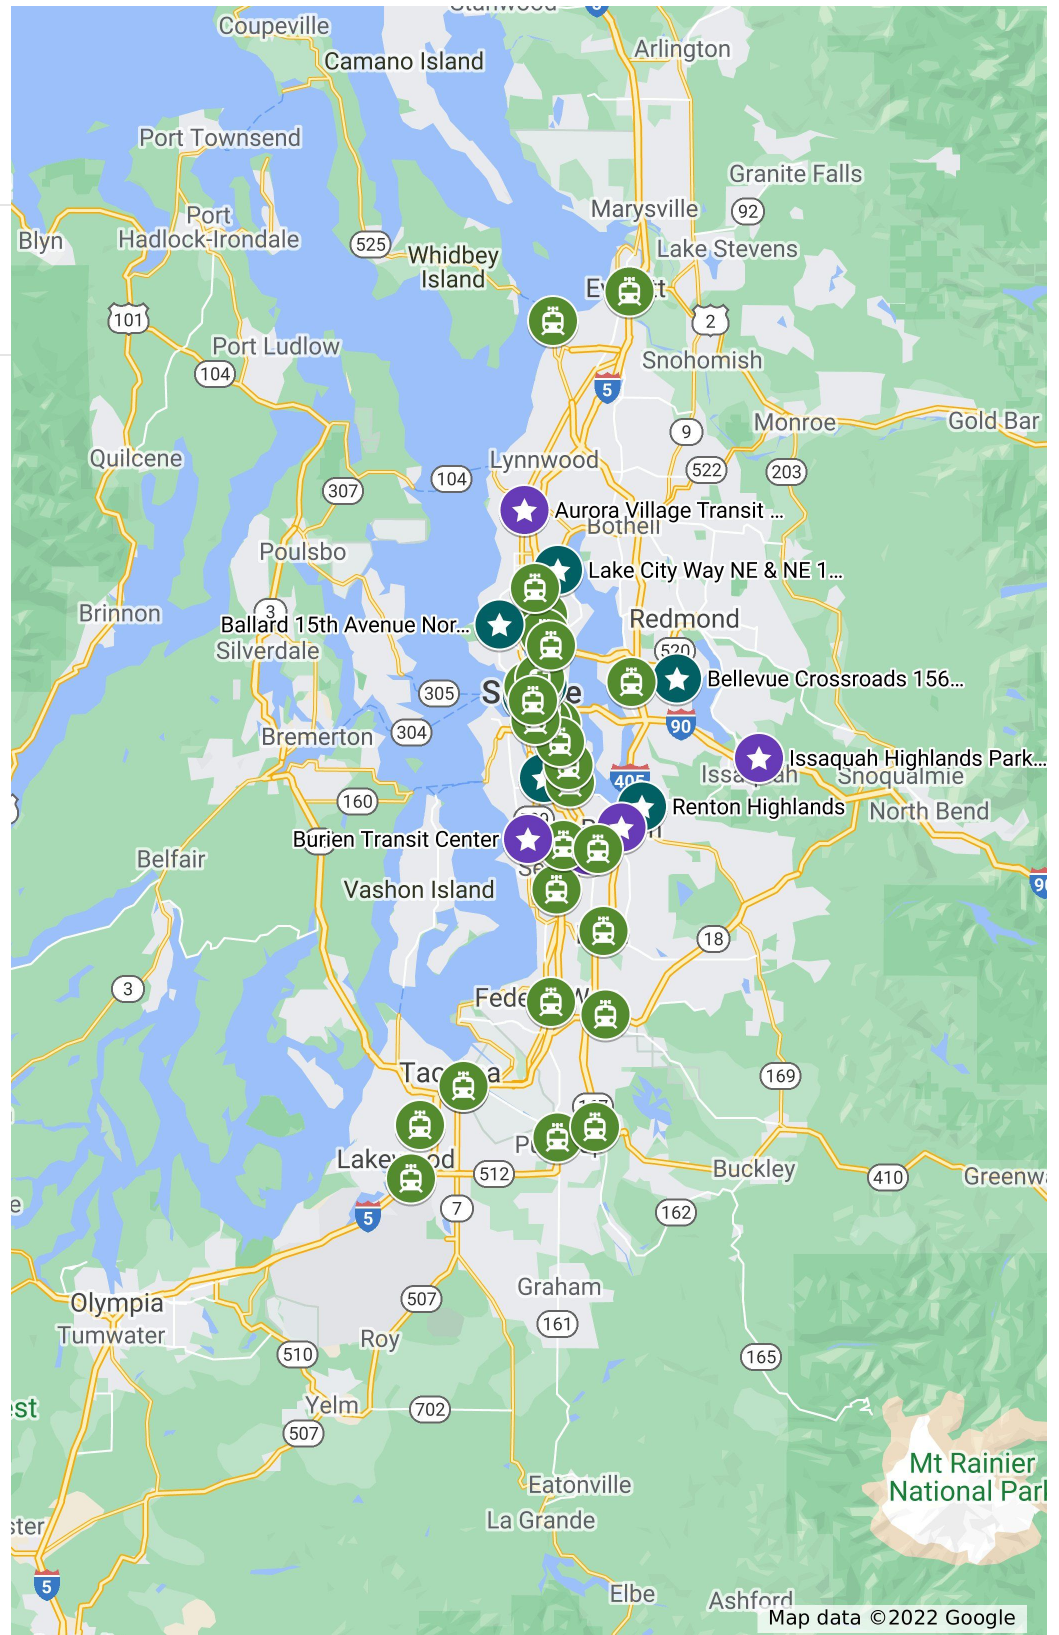 Coupeville
Camano Island
Arlington
Port Townsend
Granite Falls
Marysville
92
Port
Hadlock-Irondale
Blyn
525
Whidbey
Island
Lake Stevens
101
2
Port Ludlow
Snohomish
104
5
Monroe
Gold Bar
9
Quilcene
Lynnwood
522
203
104
307
Aurora Village Transit ...
Bothell
Poulsbo
Lake City Way NE & NE 1...
3
Brinnon
Ballard 15th Avenue Nor...
Redmond
Silverdale
520
305
Bellevue Crossroads 156...
304
90
Bremerton
Issaquah Highlands Park...
405
Snoqualmie
160
Renton Highlands
North Bend
Burien Transit Center
Belfair
Vashon Island
18
3
169
Lakewood
512
Buckley
410
5
7
162
Graham
Olympia
507
161
Tumwater
Roy
510
165
Yelm
702
507
Mt Rainier
National Park
Eatonville
La Grande
5
Elbe
Ashford
Map data ©2022 Google